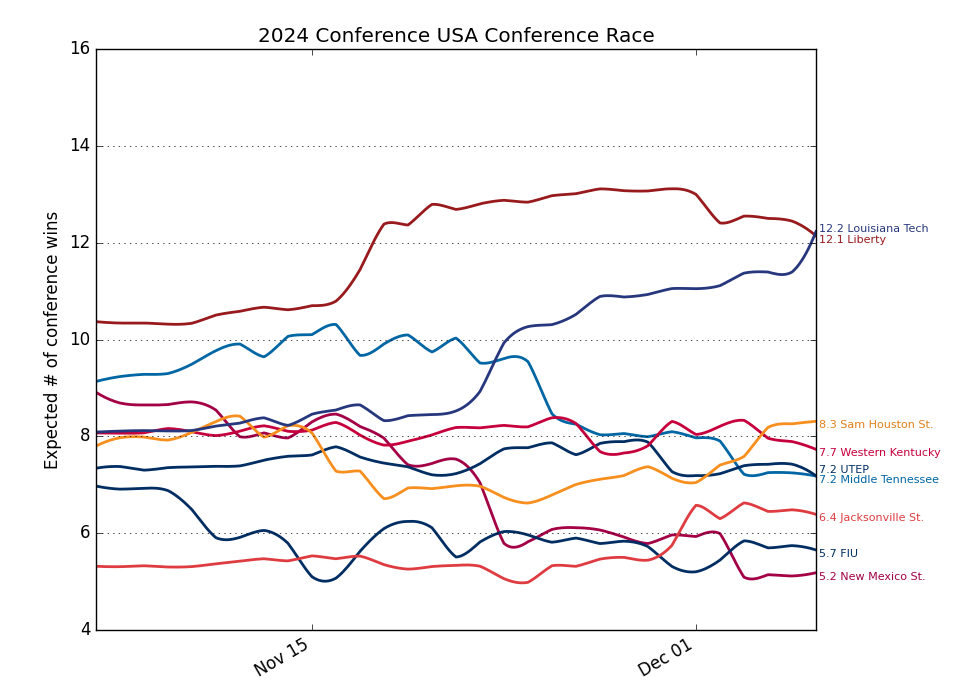 2024 Conference USA Conference Race
Expected # of conference wins
16
14
12
10
8
6
4
Nov 15
Dec 01
12.2 Louisiana Tech
12.1 Liberty
8.3 Sam Houston St.
7.7 Western Kentucky
7.2 UTEP
7.2 Middle Tennessee
6.4 Jacksonville St.
5.7 FIU
5.2 New Mexico St.